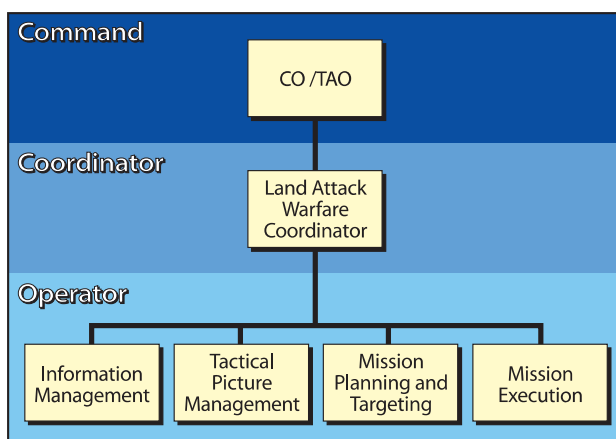 Command
CO /TAO
Coordinator
Land Attack
Warfare
Coordinator
Operator
Information
Management
Tactical
Picture
Management
Mission
Planning and
Targeting
Mission
Execution